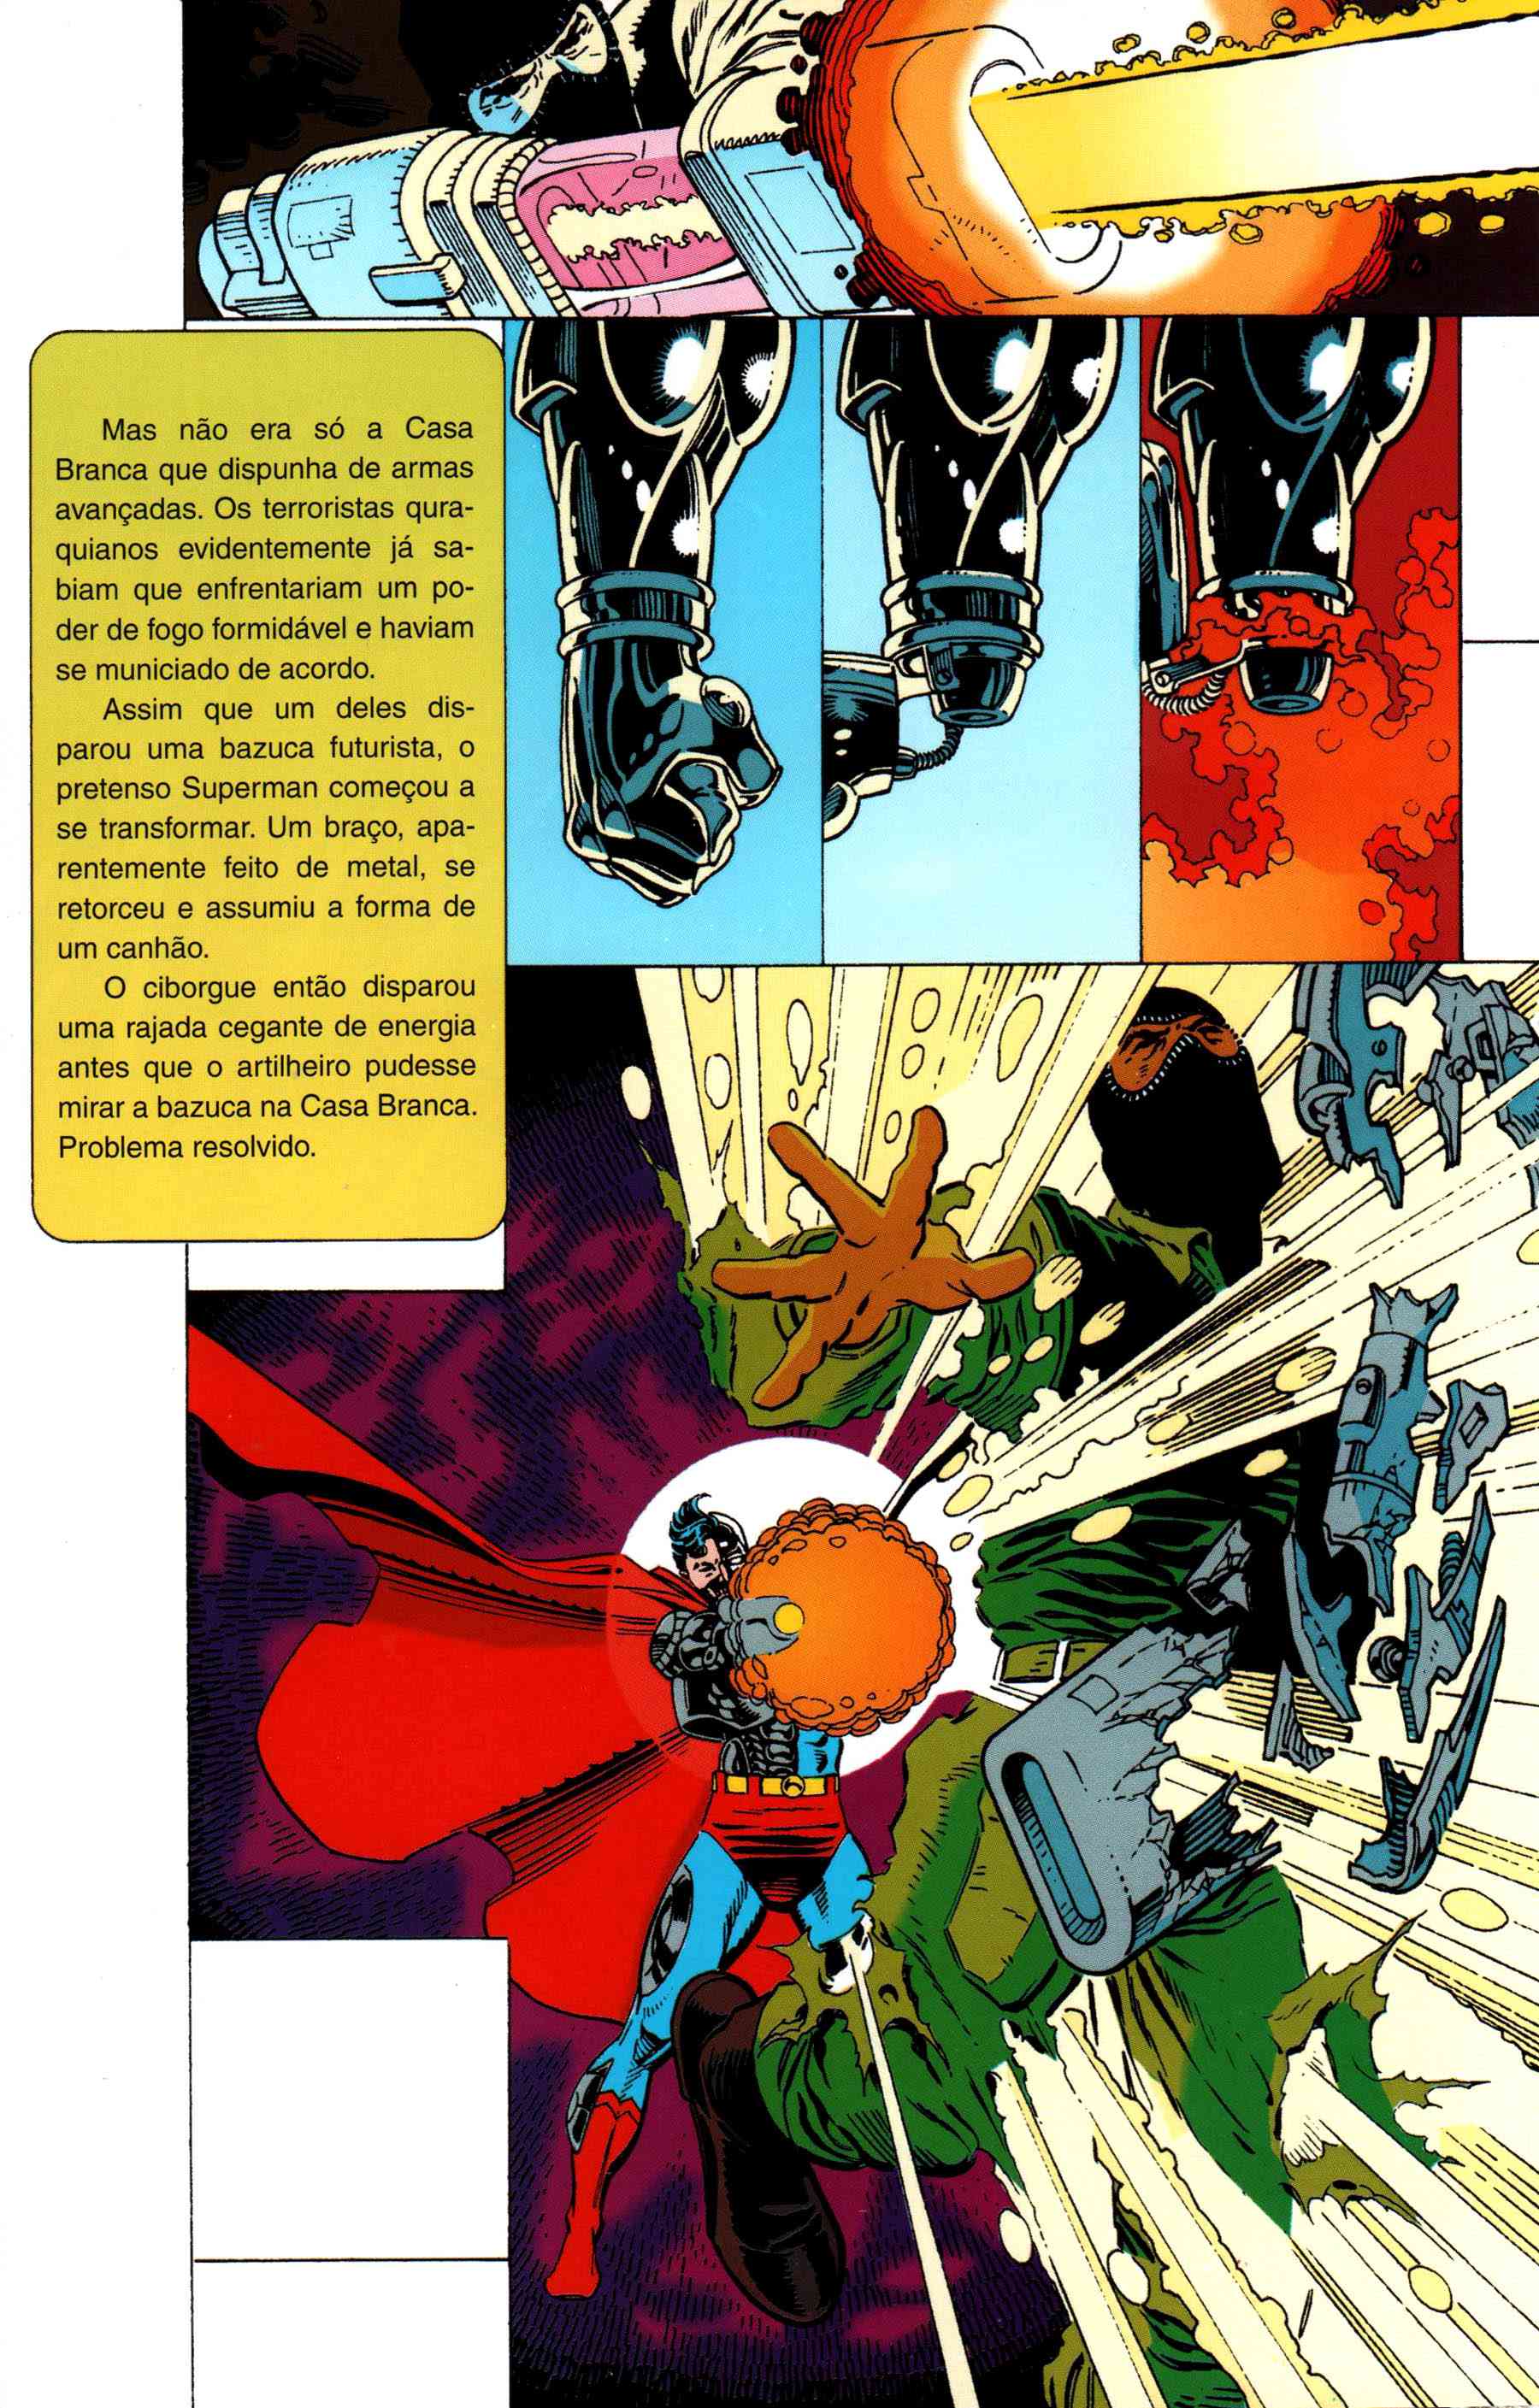 Mas não era só a Casa
Branca que dispunha de armas
avançadas. Os terroristas qura-
quianos evidentemente já sa-
biam que enfrentariam um po-
der de fogo formidável e haviam
se municiado de acordo.
Assim que um deles dis-
parou uma bazuca futurista, o
pretenso Superman começou a
se transformar. Um braço, apa-
rentemente feito de metal, se
retorceu e assumiu a forma de
um canhão.
O ciborgue então disparou
uma rajada cegante de energia
antes que o artilheiro pudesse
mirar a bazuca na Casa Branca.
Problema resolvido.